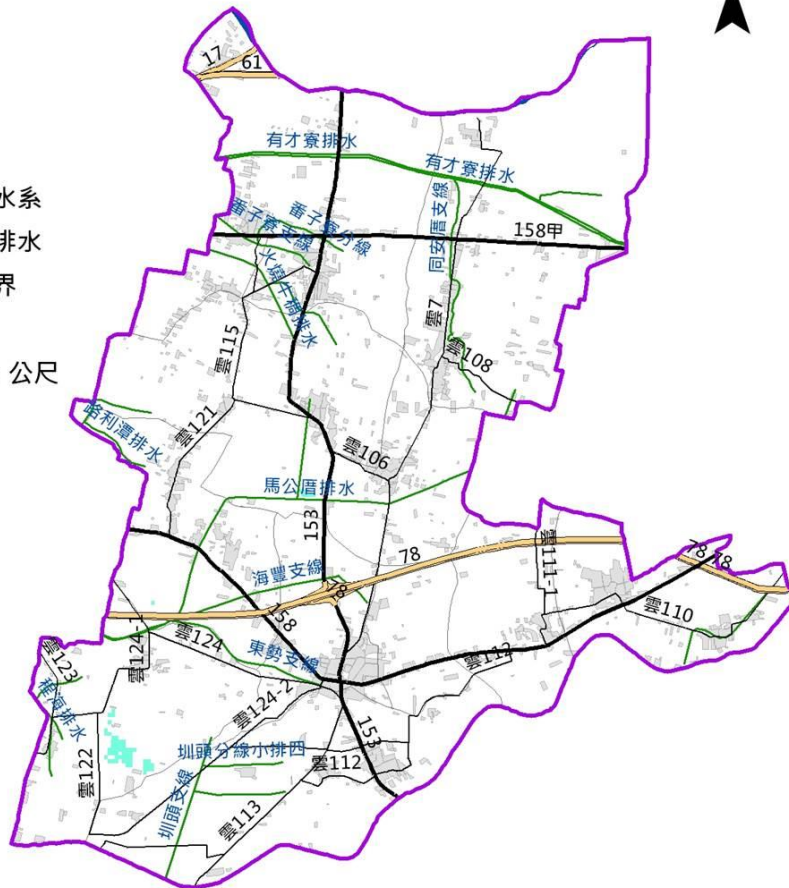 17
61
有才寮排水
有才寮排水
水系
排水
界
公尺
番子寮支線
番子寮分線
158甲
同安厝支線
火燒牛稠排水
雲7
雲115
雲108
雲121
喀利潭排水
雲106
馬公厝排水
153
78
雲111-1
78
78
海豐支線
78
158
雲110
雲124-1
雲124
東勢支線
雲112
雲123
程海排水
雲124-2
雲122
153
圳頭分線小排四
雲112
圳頭支線
雲113